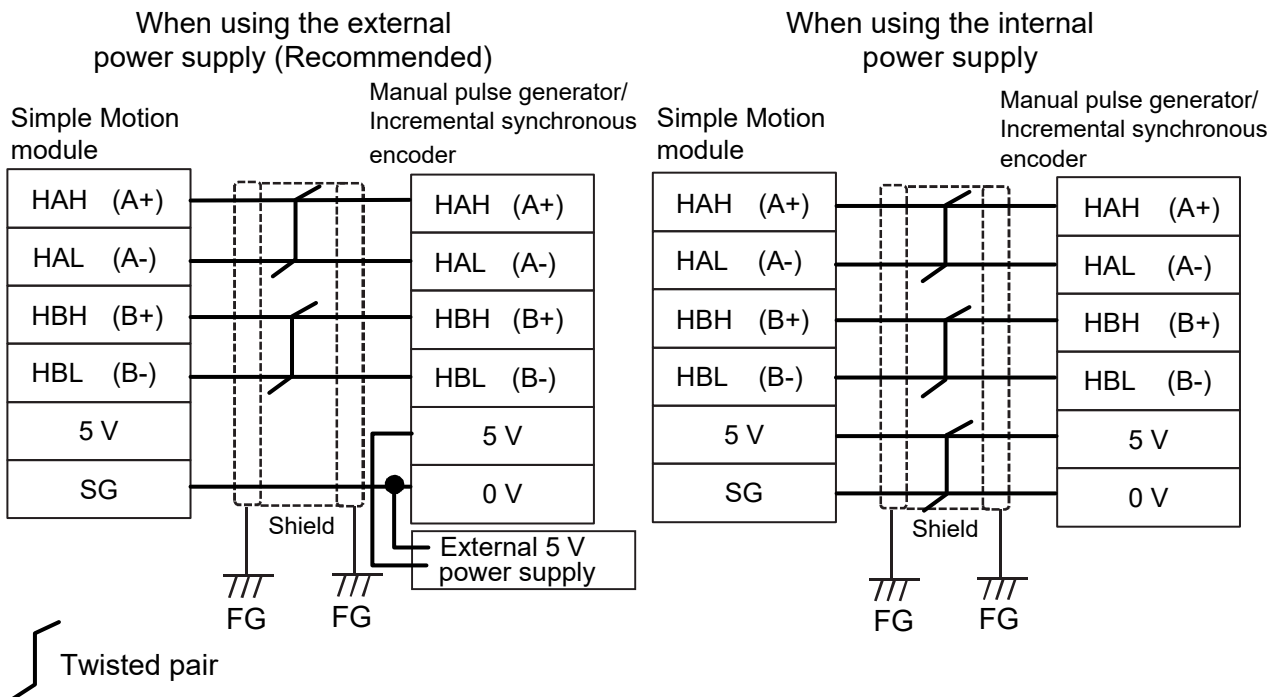 When using the external
power supply (Recommended)
Simple Motion
module
Manual pulse generator/
Incremental synchronous
encoder
HAH (A+)
HAL (A-)
HBH (B+)
HBL (B-)
5 V
SG
HAH (A+)
HAL (A-)
HBH (B+)
HBL (B-)
5 V
0 V
Shield
External 5 V
power supply
FG
FG
When using the internal
power supply
Simple Motion
module
Manual pulse generator/
Incremental synchronous
encoder
HAH (A+)
HAL (A-)
HBH (B+)
HBL (B-)
5 V
SG
HAH (A+)
HAL (A-)
HBH (B+)
HBL (B-)
5 V
0 V
Shield
FG
FG
Twisted pair